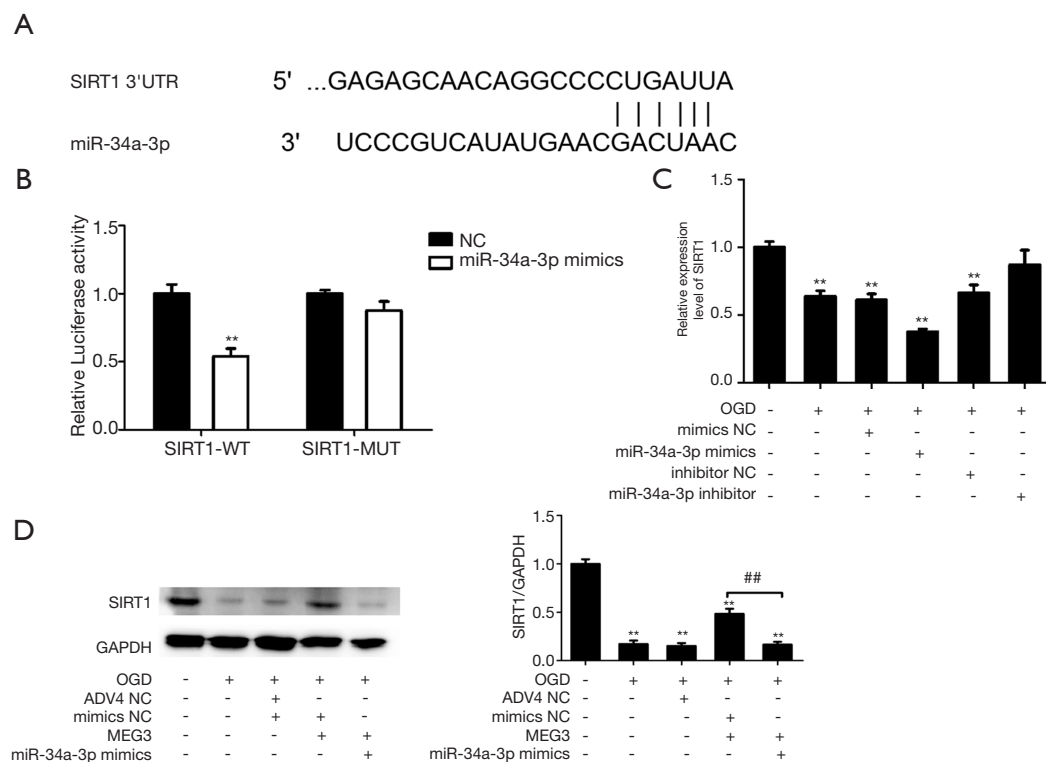 A
SIRT1 3'UTR 5' ...GAGAGCAACAGGCCCCUGAUUA
miR-34a-3p 3' UCCCGUCAUAUGAACGACUAAC
B
Relative Luciferase activity
1.5
1.0
0.5
0.0
**
NC
miR-34a-3p mimics
SIRT1-WT SIRT1-MUT
C
Relative expression
level of SIRT1
1.5
1.0
0.5
0.0
** ** ** **
OGD - + + + + +
mimics NC - - + - - -
miR-34a-3p mimics - - - + - -
inhibitor NC - - - - + -
miR-34a-3p inhibitor - - - - - +
D
SIRT1
GAPDH
OGD - + + + +
ADV4 NC - - + - -
mimics NC - - + + -
MEG3 - - - + +
miR-34a-3p mimics - - - - +
SIRT1/GAPDH
1.5
1.0
0.5
0.0
** ** ** **
##
OGD - + + + +
ADV4 NC - - + - -
mimics NC - - - + -
MEG3 - - - + +
miR-34a-3p mimics - - - - +